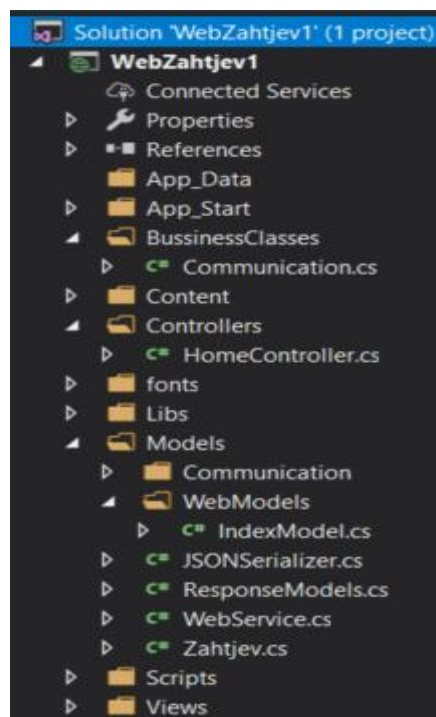 Solution 'WebZahtjev1' (1 project)
WebZahtjev1
Connected Services
Properties
References
App_Data
App_Start
BussinessClasses
C# Communication.cs
Content
Controllers
C# HomeController.cs
fonts
Libs
Models
Communication
WebModels
C# IndexModel.cs
C# JSONSerializer.cs
C# ResponseModels.cs
C# WebService.cs
C# Zahtjev.cs
Scripts
Views